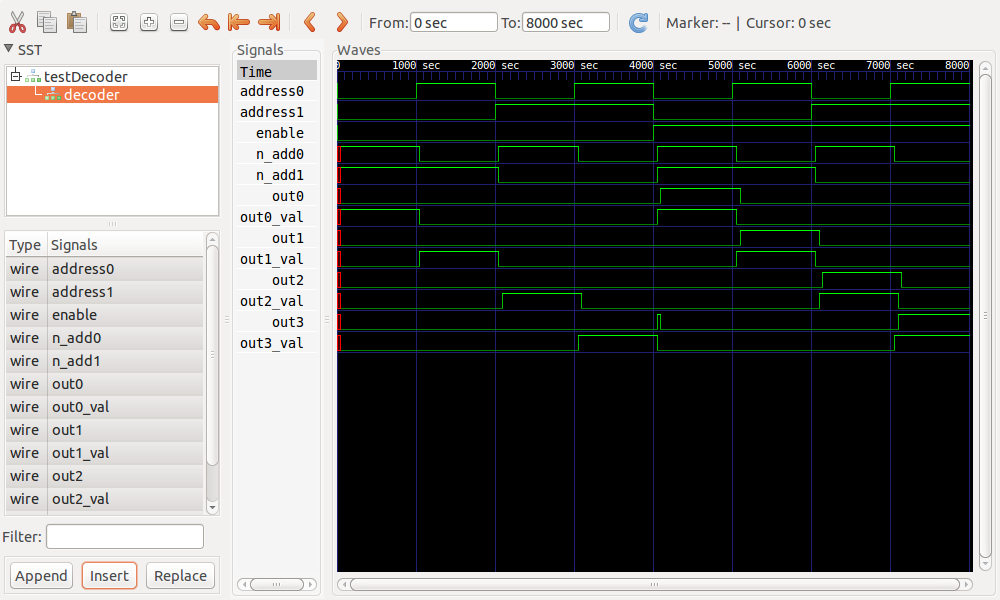 From: 0 sec To: 8000 sec Marker: -- | Cursor: 0 sec
SST
testDecoder
decoder
Type Signals
wire address0
wire address1
wire enable
wire n_add0
wire n_add1
wire out0
wire out0_val
wire out1
wire out1_val
wire out2
wire out2_val
Filter:
Append Insert Replace
Signals
Time
address0
address1
enable
n_add0
n_add1
out0
out0_val
out1
out1_val
out2
out2_val
out3
out3_val
Waves
0 1000 sec 2000 sec 3000 sec 4000 sec 5000 sec 6000 sec 7000 sec 8000